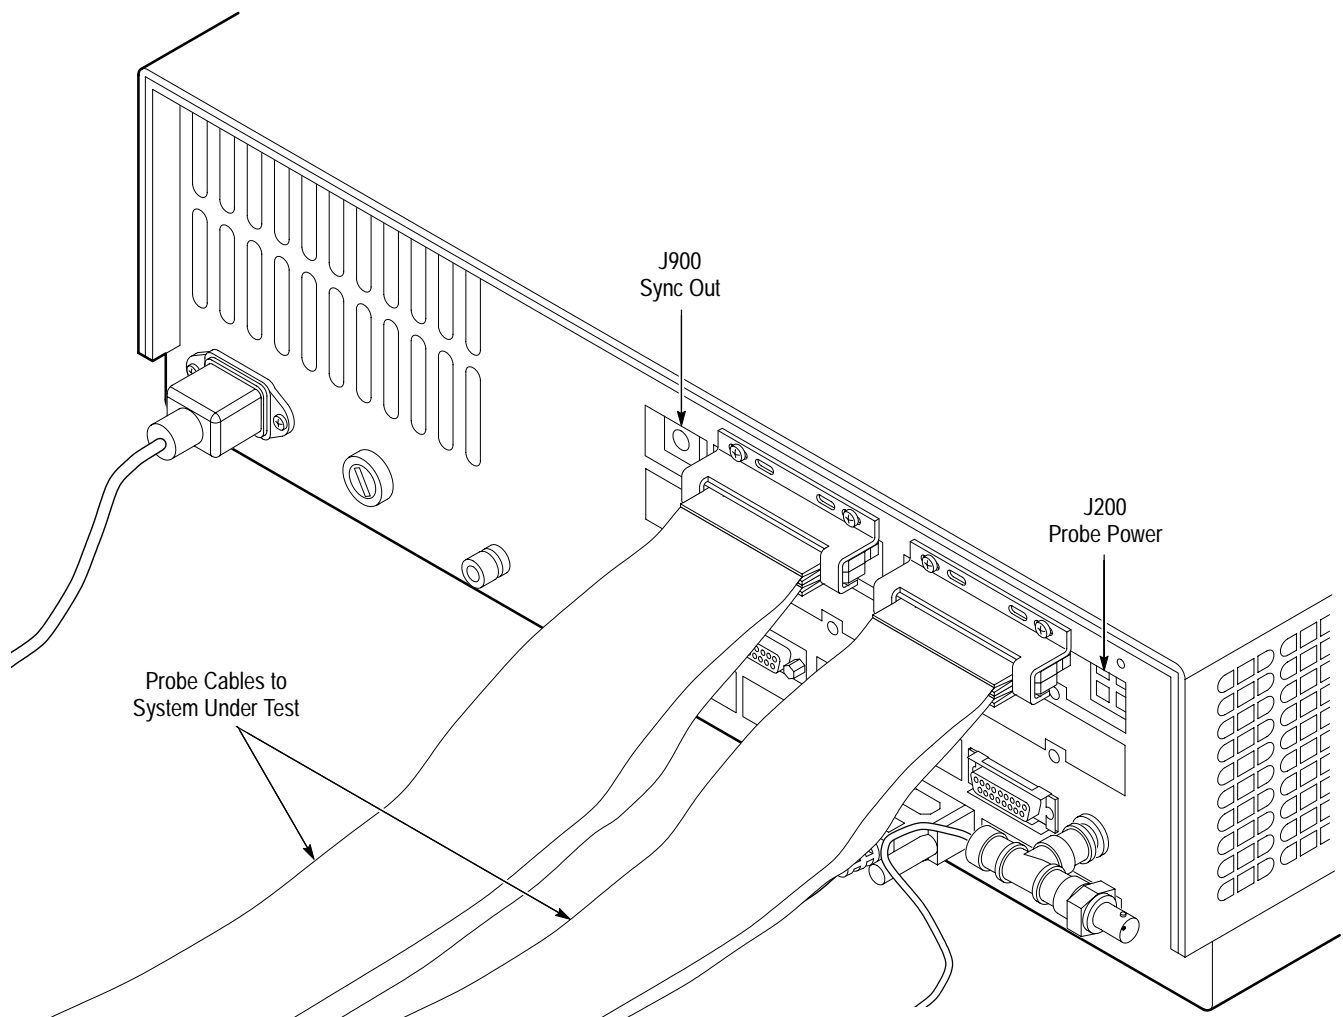 J900
Sync Out
J200
Probe Power
Probe Cables to
System Under Test